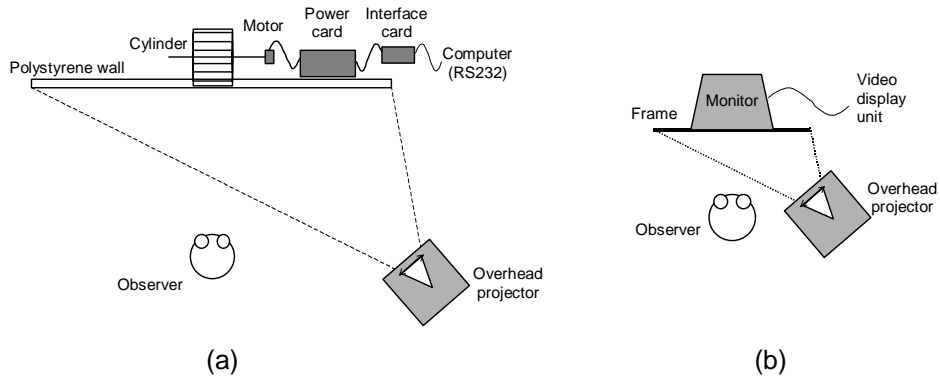 Motor
Power
card
Interface
card
Cylinder
Computer
(RS232)
Polystyrene wall
Observer
Overhead
projector
(a)
Monitor
Video
display
unit
Frame
Overhead
projector
Observer
(b)